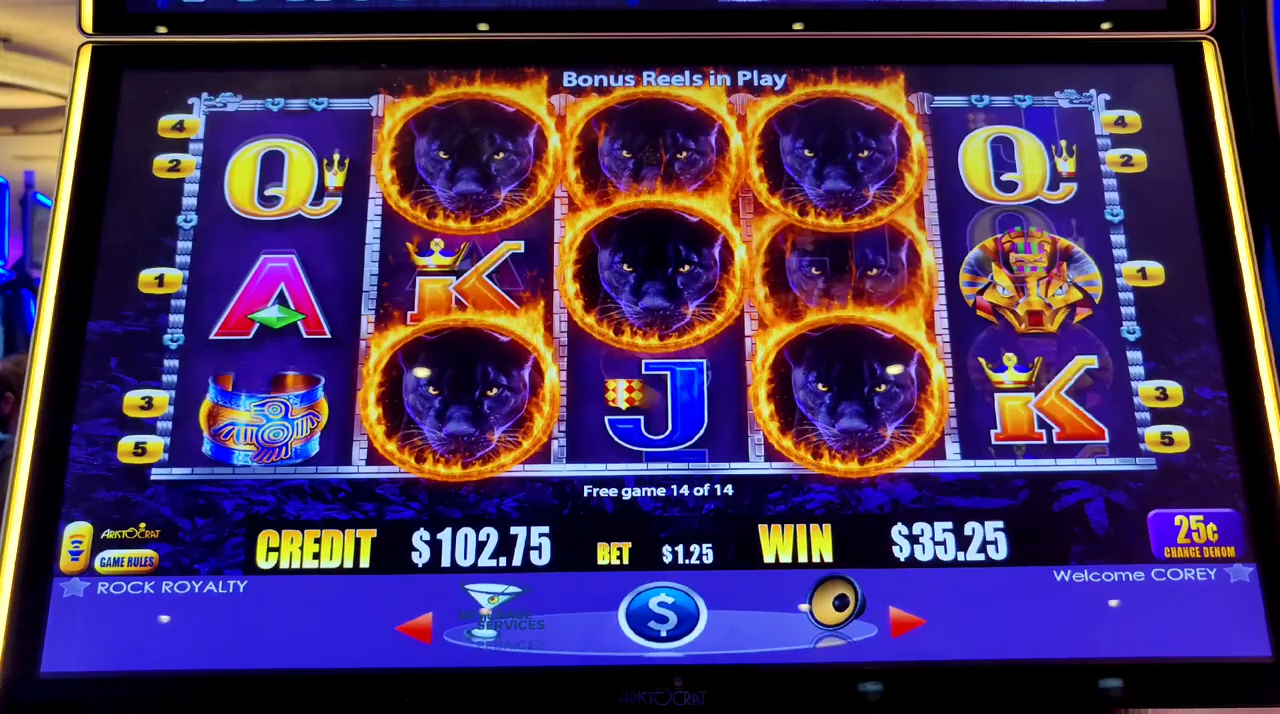 Bonus Reels in Play
4
4
2
2
Q
Q
1
1
A
K
3
3
J
K
5
5
Free game 14 of 14
ARISTOCRAT
GAME RULES
CREDIT $102.75
BET $1.25
WIN $35.25
25¢
CHANGE DENOM
ROCK ROYALTY
Welcome COREY
SERVICES
$
ARISTOCRAT